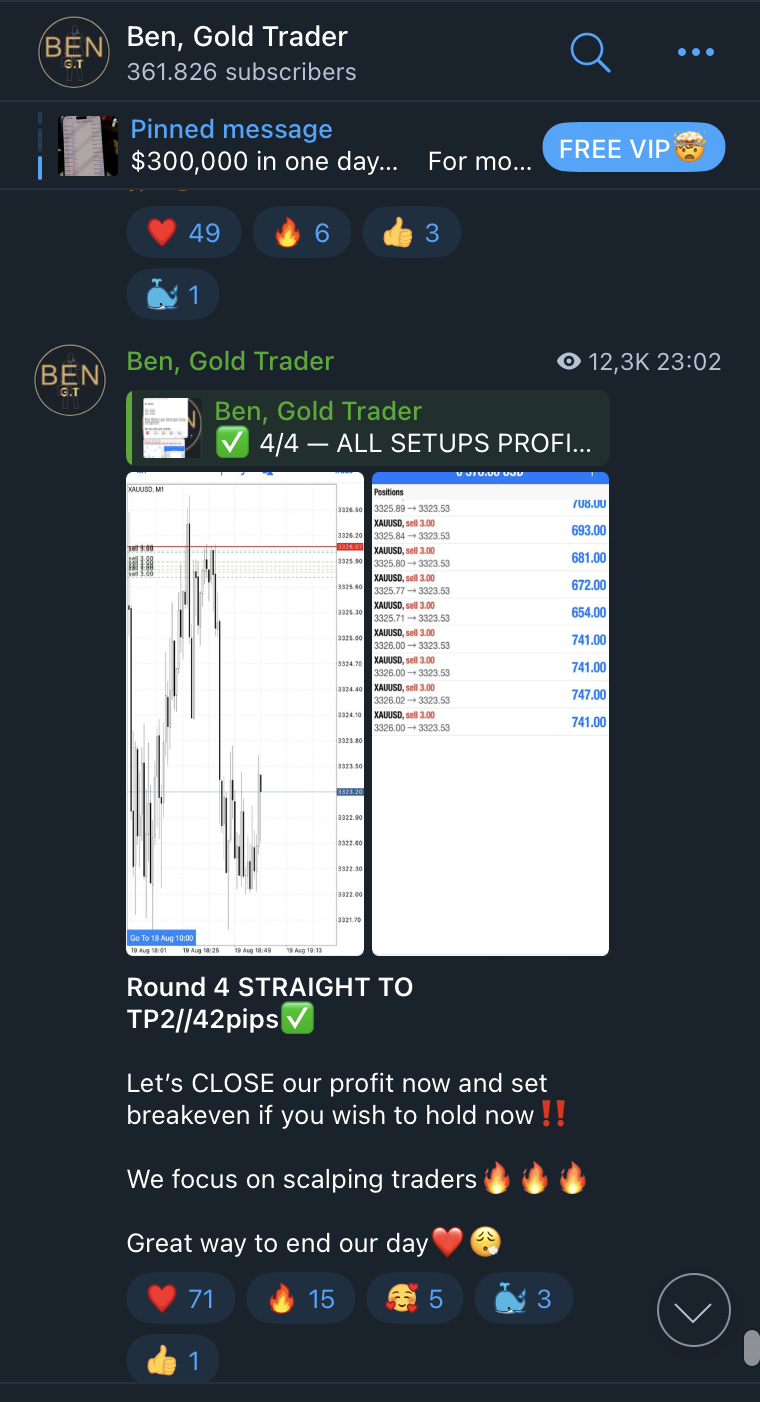 BEN
G.T
Ben, Gold Trader
361.826 subscribers
Pinned message
$300,000 in one day... For mo...
FREE VIP🤯
❤️ 49 🔥 6 👍 3
🐳 1
BEN
G.T
Ben, Gold Trader
12,3K 23:02
Ben, Gold Trader
✅ 4/4 — ALL SETUPS PROFI...
XAUUSD, M1
3326.50
3326.20
3326.07
3325.90
3325.60
3325.30
3325.00
3324.70
3324.40
3324.10
3323.80
3323.50
3323.20
3322.90
3322.60
3322.30
3322.00
3321.70
sell 3.00
sell 3.00
Go To 18 Aug 10:00
19 Aug 18:01 19 Aug 18:25 19 Aug 18:49 19 Aug 19:13
Positions
3325.89 → 3323.53 708.00
XAUUSD, sell 3.00
3325.84 → 3323.53 693.00
XAUUSD, sell 3.00
3325.80 → 3323.53 681.00
XAUUSD, sell 3.00
3325.77 → 3323.53 672.00
XAUUSD, sell 3.00
3325.71 → 3323.53 654.00
XAUUSD, sell 3.00
3326.00 → 3323.53 741.00
XAUUSD, sell 3.00
3326.00 → 3323.53 741.00
XAUUSD, sell 3.00
3326.02 → 3323.53 747.00
XAUUSD, sell 3.00
3326.00 → 3323.53 741.00
Round 4 STRAIGHT TO
TP2//42pips✅
Let’s CLOSE our profit now and set
breakeven if you wish to hold now‼️
We focus on scalping traders🔥🔥🔥
Great way to end our day❤️😮‍💨
❤️ 71 🔥 15 🥰 5 🐳 3
👍 1